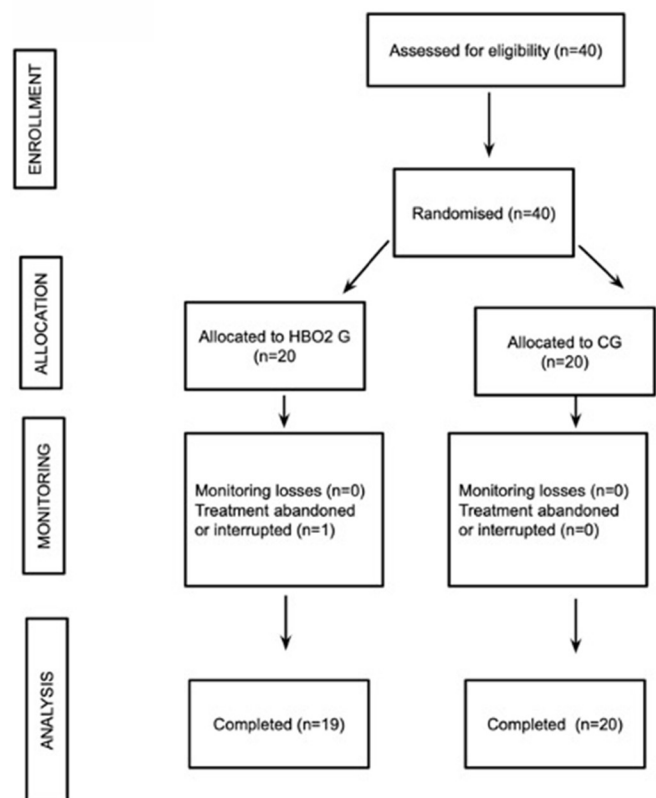 ENROLLMENT
Assessed for eligibility (n=40)
Randomised (n=40)
ALLOCATION
Allocated to HBO2 G
(n=20
Allocated to CG
(n=20)
MONITORING
Monitoring losses (n=0)
Treatment abandoned
or interrupted (n=1)
Monitoring losses (n=0)
Treatment abandoned
or interrupted (n=0)
ANALYSIS
Completed (n=19)
Completed (n=20)